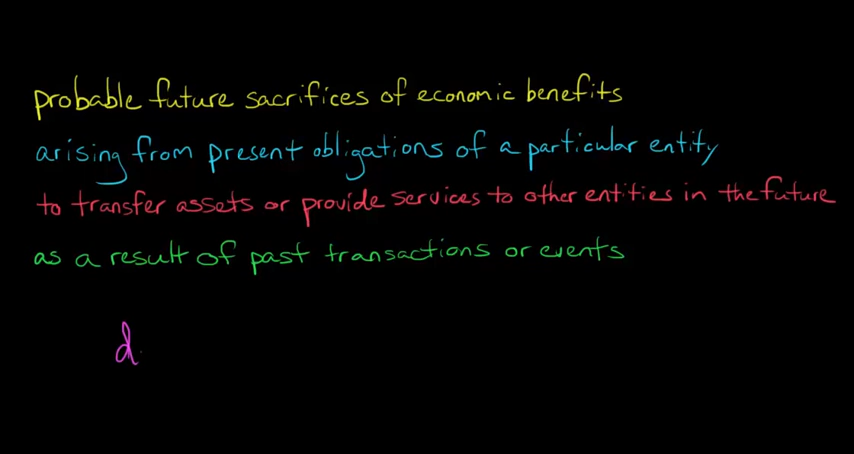 probable future sacrifices of economic benefits
arising from present obligations of a particular entity
to transfer assets or provide services to other entities in the future
as a result of past transactions or events
d